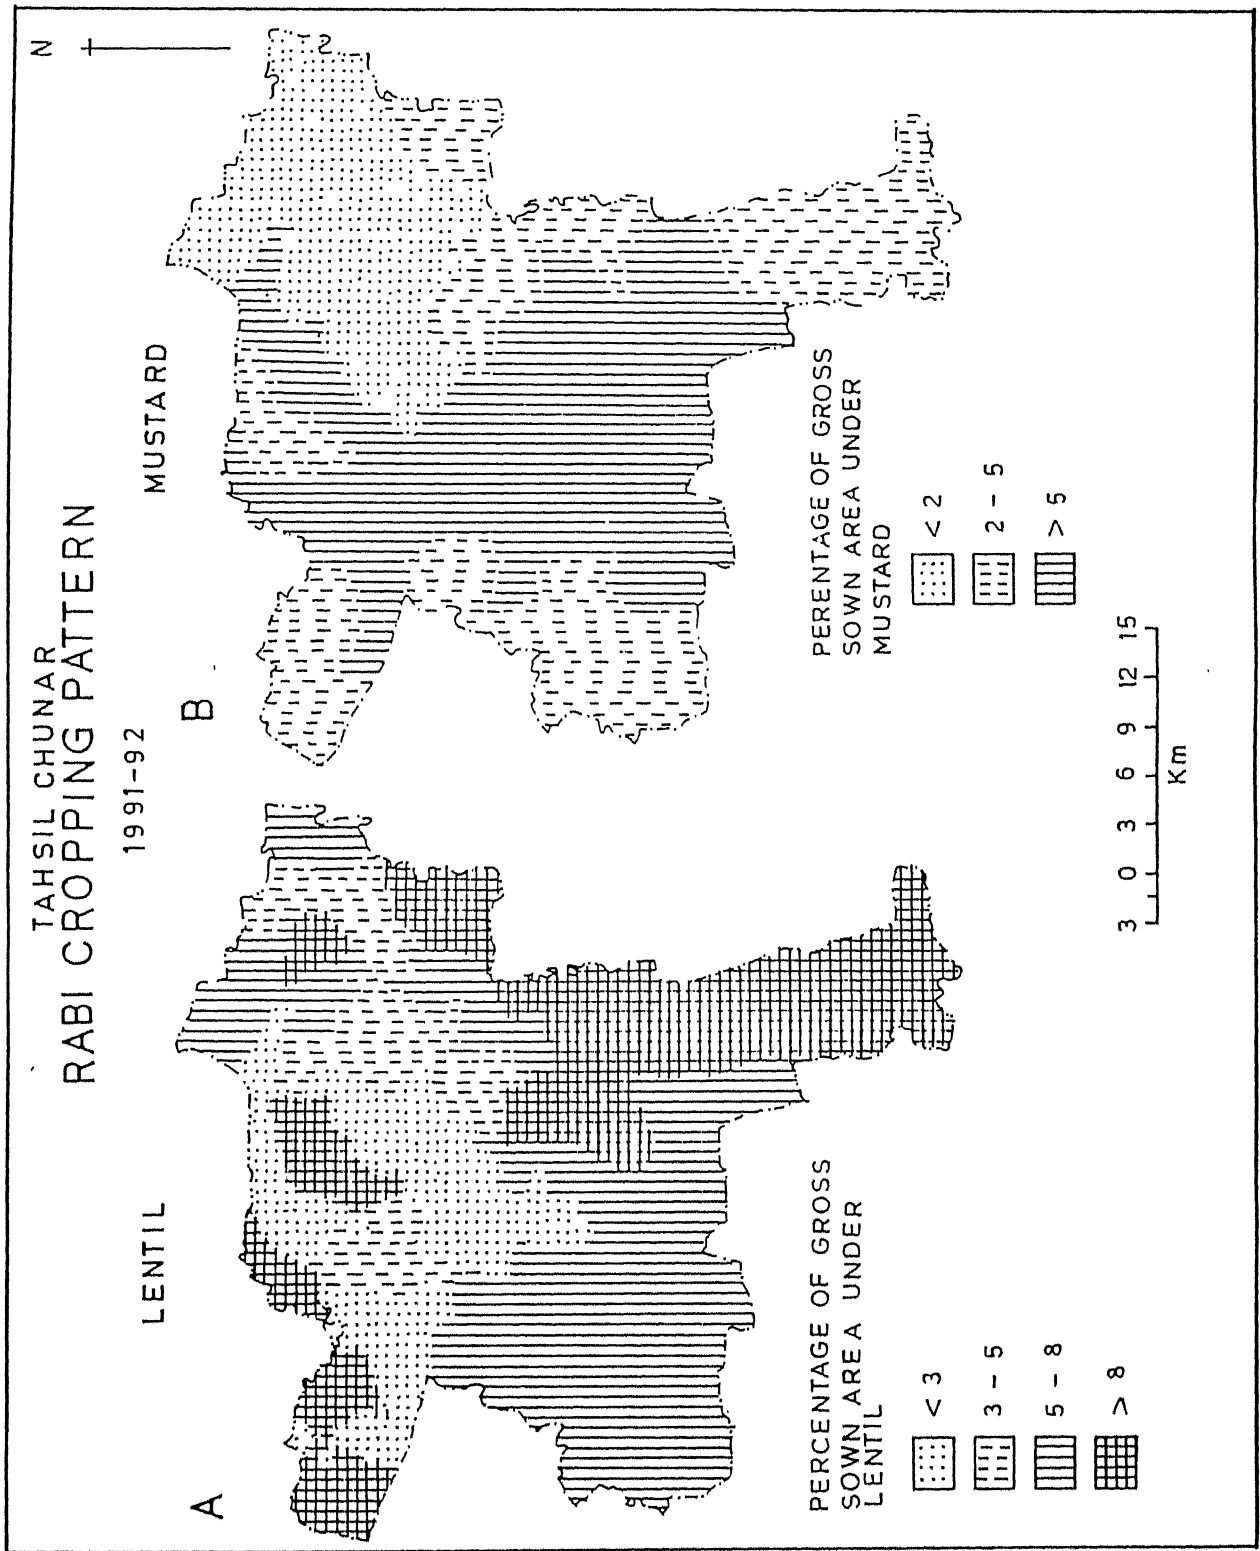 TAHSIL CHUNAR
RABI CROPPING PATTERN
1991-92
N
A
LENTIL
B
MUSTARD
PERCENTAGE OF GROSS
SOWN AREA UNDER
LENTIL
< 3
3 - 5
5 - 8
> 8
PERENTAGE OF GROSS
SOWN AREA UNDER
MUSTARD
< 2
2 - 5
> 5
3 0 3 6 9 12 15
Km